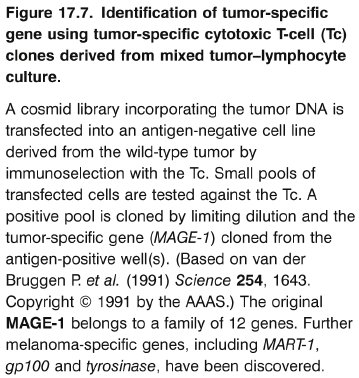 Figure 17.7. Identification of tumor-specific
gene using tumor-specific cytotoxic T-cell (Tc)
clones derived from mixed tumor–lymphocyte
culture.
A cosmid library incorporating the tumor DNA is
transfected into an antigen-negative cell line
derived from the wild-type tumor by
immunoselection with the Tc. Small pools of
transfected cells are tested against the Tc. A
positive pool is cloned by limiting dilution and the
tumor-specific gene (MAGE-1) cloned from the
antigen-positive well(s). (Based on van der
Bruggen P. et al. (1991) Science 254, 1643.
Copyright © 1991 by the AAAS.) The original
MAGE-1 belongs to a family of 12 genes. Further
melanoma-specific genes, including MART-1,
gp100 and tyrosinase, have been discovered.